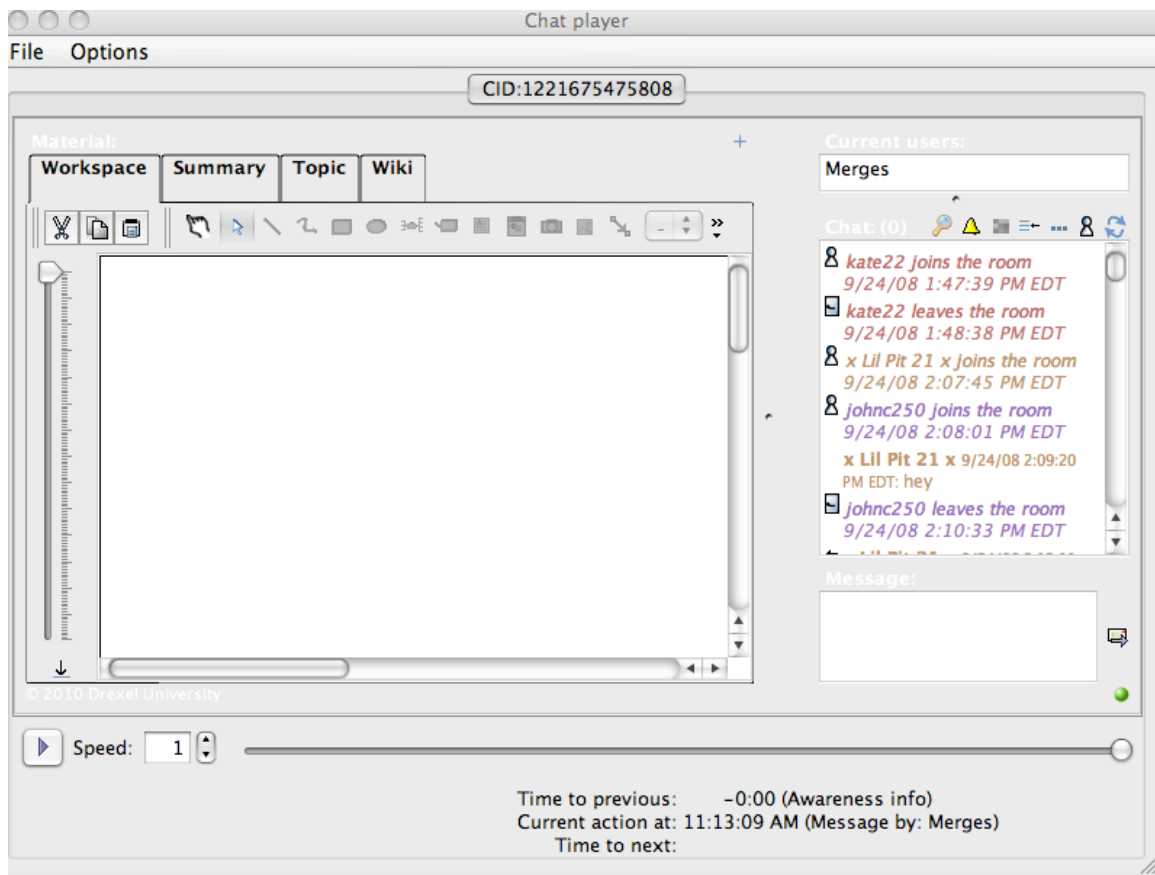 Chat player
File Options
CID:1221675475808
Material:
Workspace Summary Topic Wiki
Current users:
Merges
Chat: (0)
kate22 joins the room
9/24/08 1:47:39 PM EDT
kate22 leaves the room
9/24/08 1:48:38 PM EDT
x Lil Pit 21 x joins the room
9/24/08 2:07:45 PM EDT
johnc250 joins the room
9/24/08 2:08:01 PM EDT
x Lil Pit 21 x 9/24/08 2:09:20
PM EDT: hey
johnc250 leaves the room
9/24/08 2:10:33 PM EDT
Message:
© 2010 Drexel University
Speed: 1
Time to previous: -0:00 (Awareness info)
Current action at: 11:13:09 AM (Message by: Merges)
Time to next: